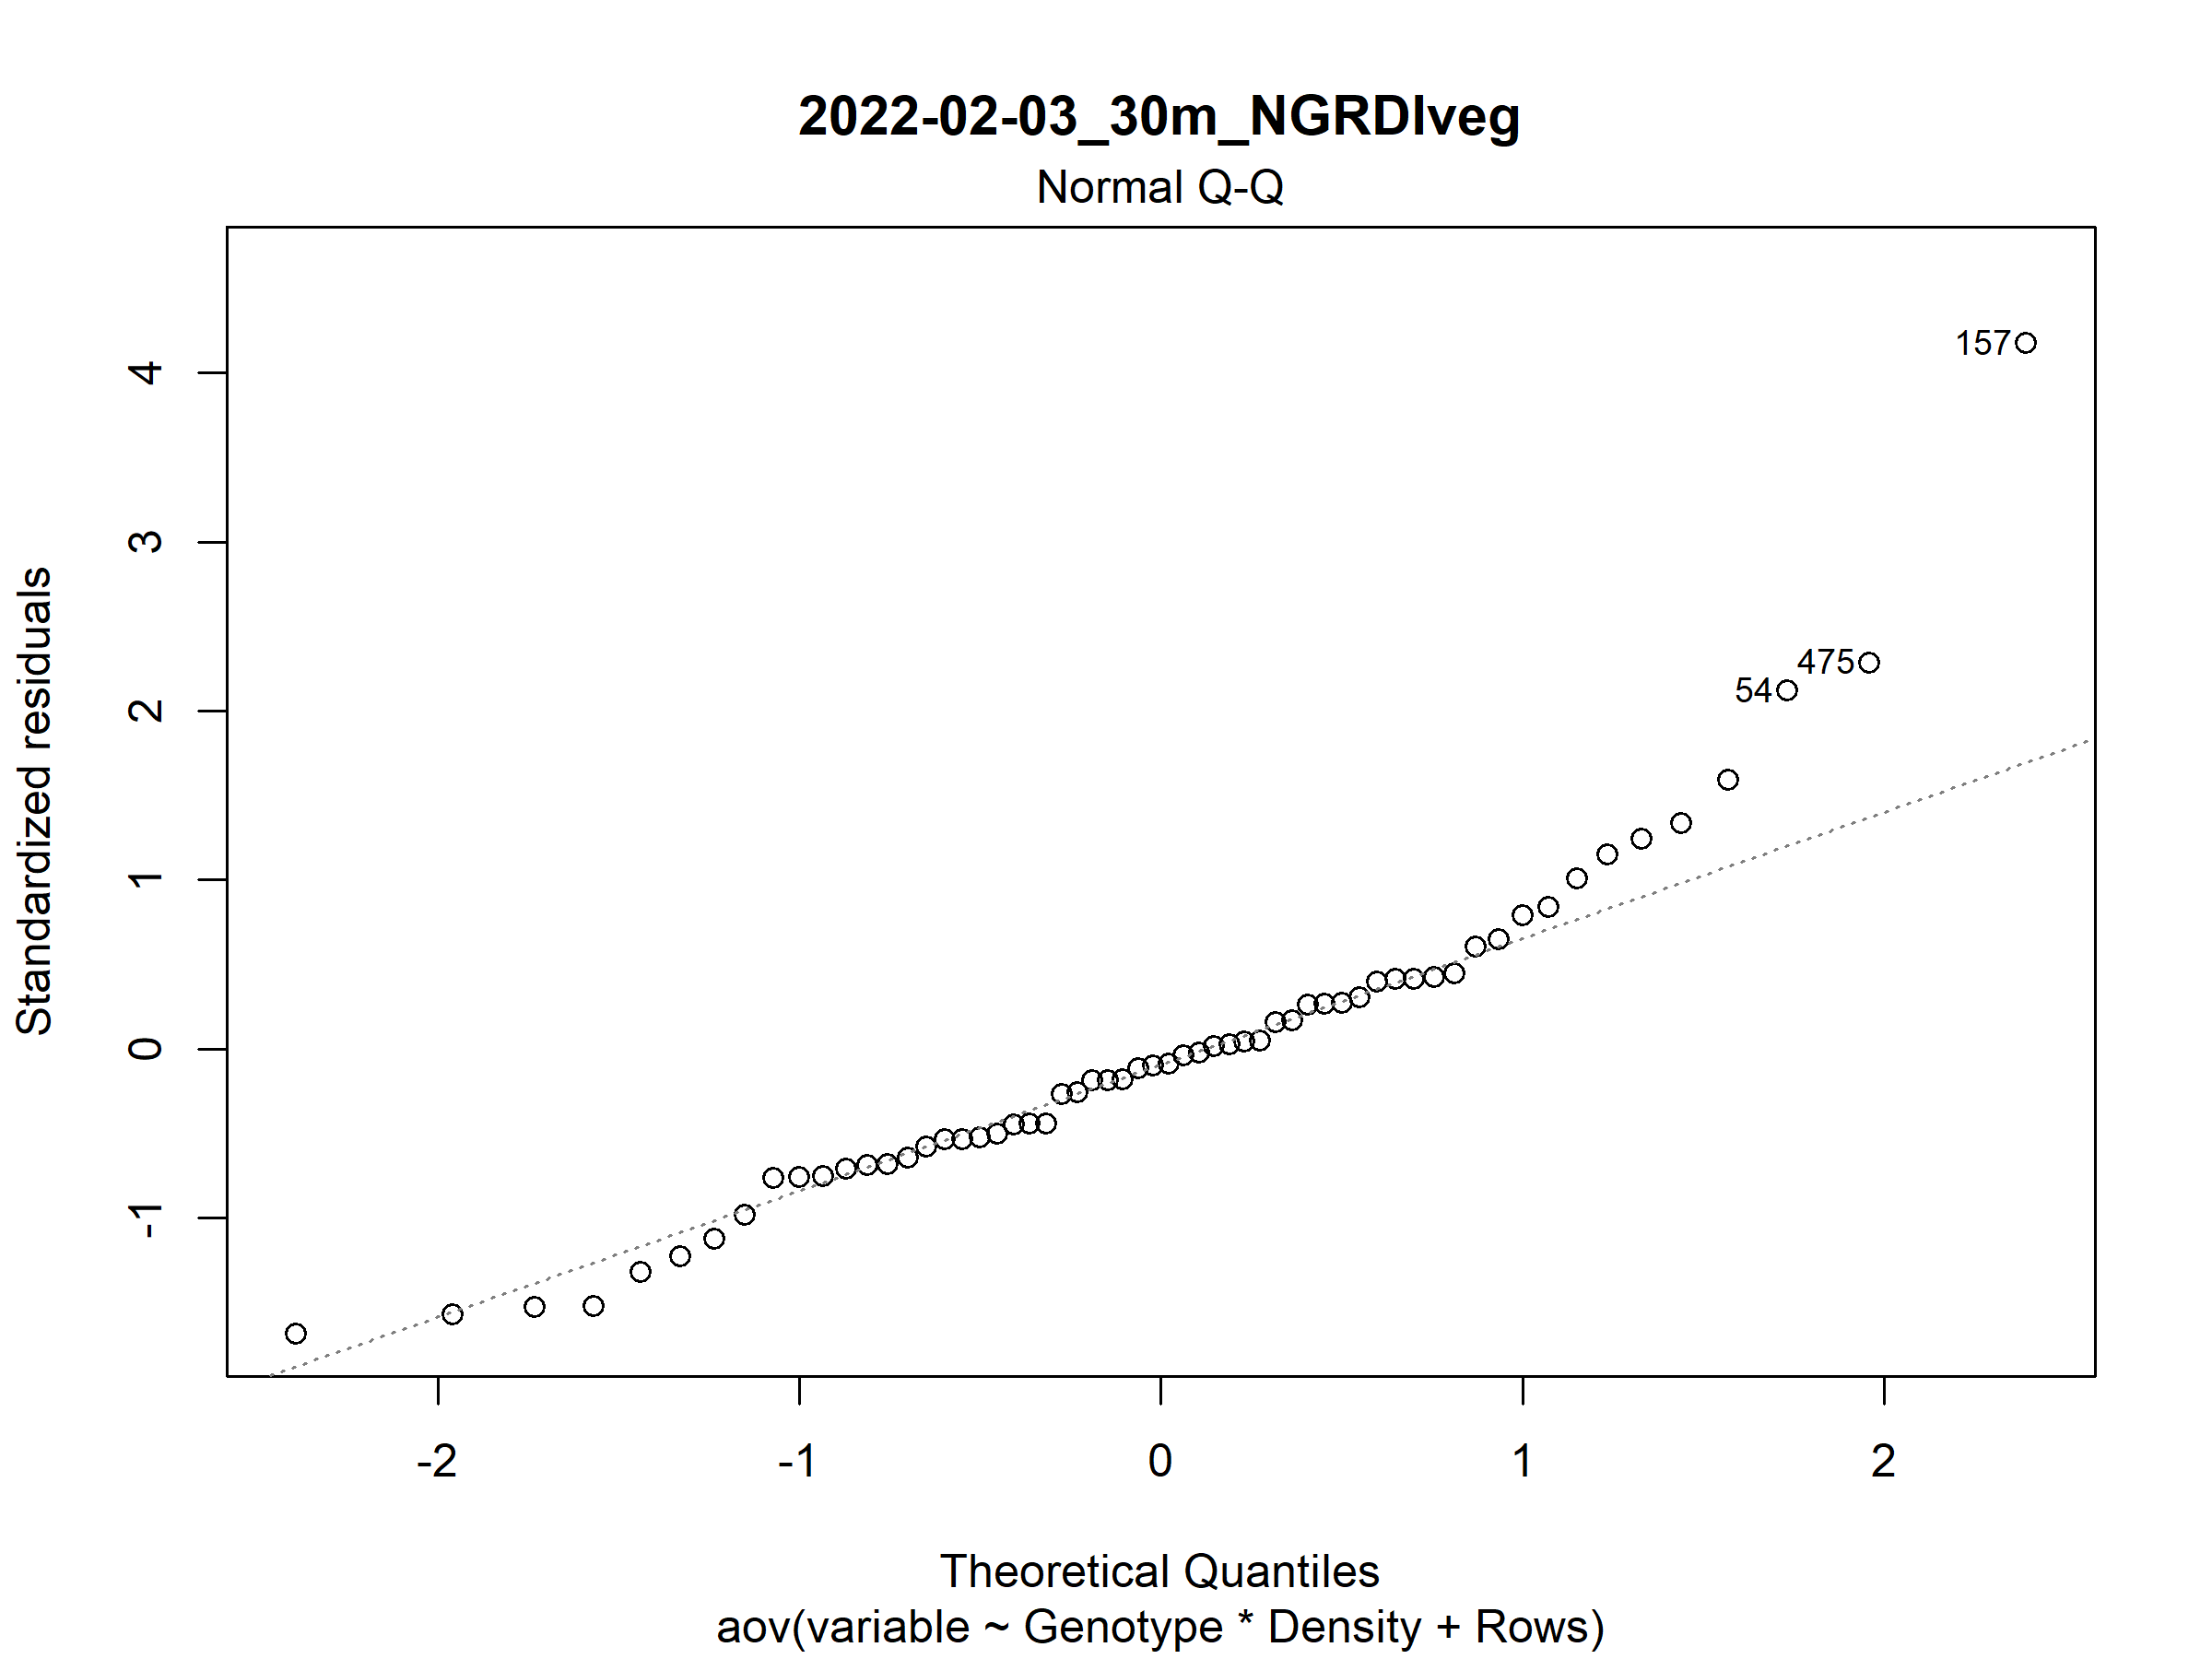 2022-02-03_30m_NGRDIveg
Normal Q-Q
Standardized residuals
4
3
2
1
0
-1
157
475
54
-2
-1
0
1
2
Theoretical Quantiles
aov(variable ~ Genotype * Density + Rows)